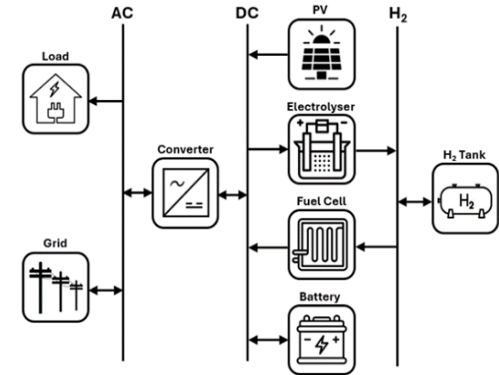 AC
DC
PV
H₂
Load
Electrolyser
+ −
Converter
H₂ Tank
H₂
Fuel Cell
Grid
Battery
− +